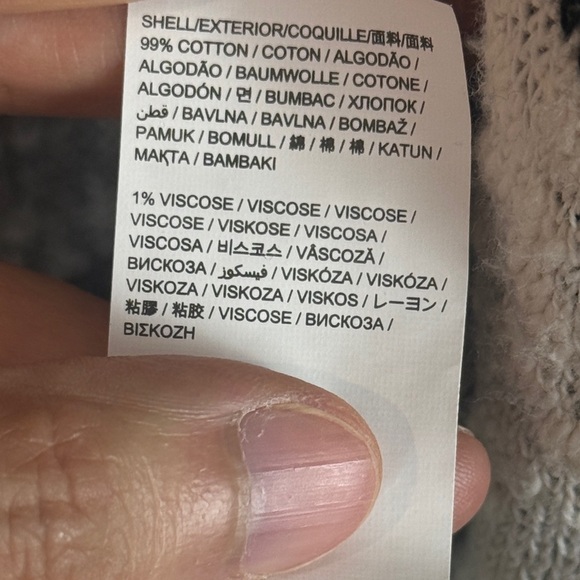 SHELL/EXTERIOR/COQUILLE/面料/面料
99% COTTON / COTON / ALGODÃO /
ALGODÃO / BAUMWOLLE / COTONE /
ALGODÓN / 면 / BUMBAC / ХЛОПОК /
قطن / BAVLNA / BAVLNA / BOMBAŽ /
PAMUK / BOMULL / 綿 / 棉 / 棉 / KATUN /
МАҚТА / BAMBAKI
1% VISCOSE / VISCOSE / VISCOSE /
VISCOSE / VISKOSE / VISCOSA /
VISCOSA / 비스코스 / VÂSCOZĂ /
ВИСКОЗА / فيسكوز / VISKÓZA / VISKÓZA /
VISKOZA / VISKOZA / VISKOS / レーヨン /
粘膠 / 粘胶 / VISCOSE / ВИСКОЗА /
ΒΙΣΚΟΖΗ